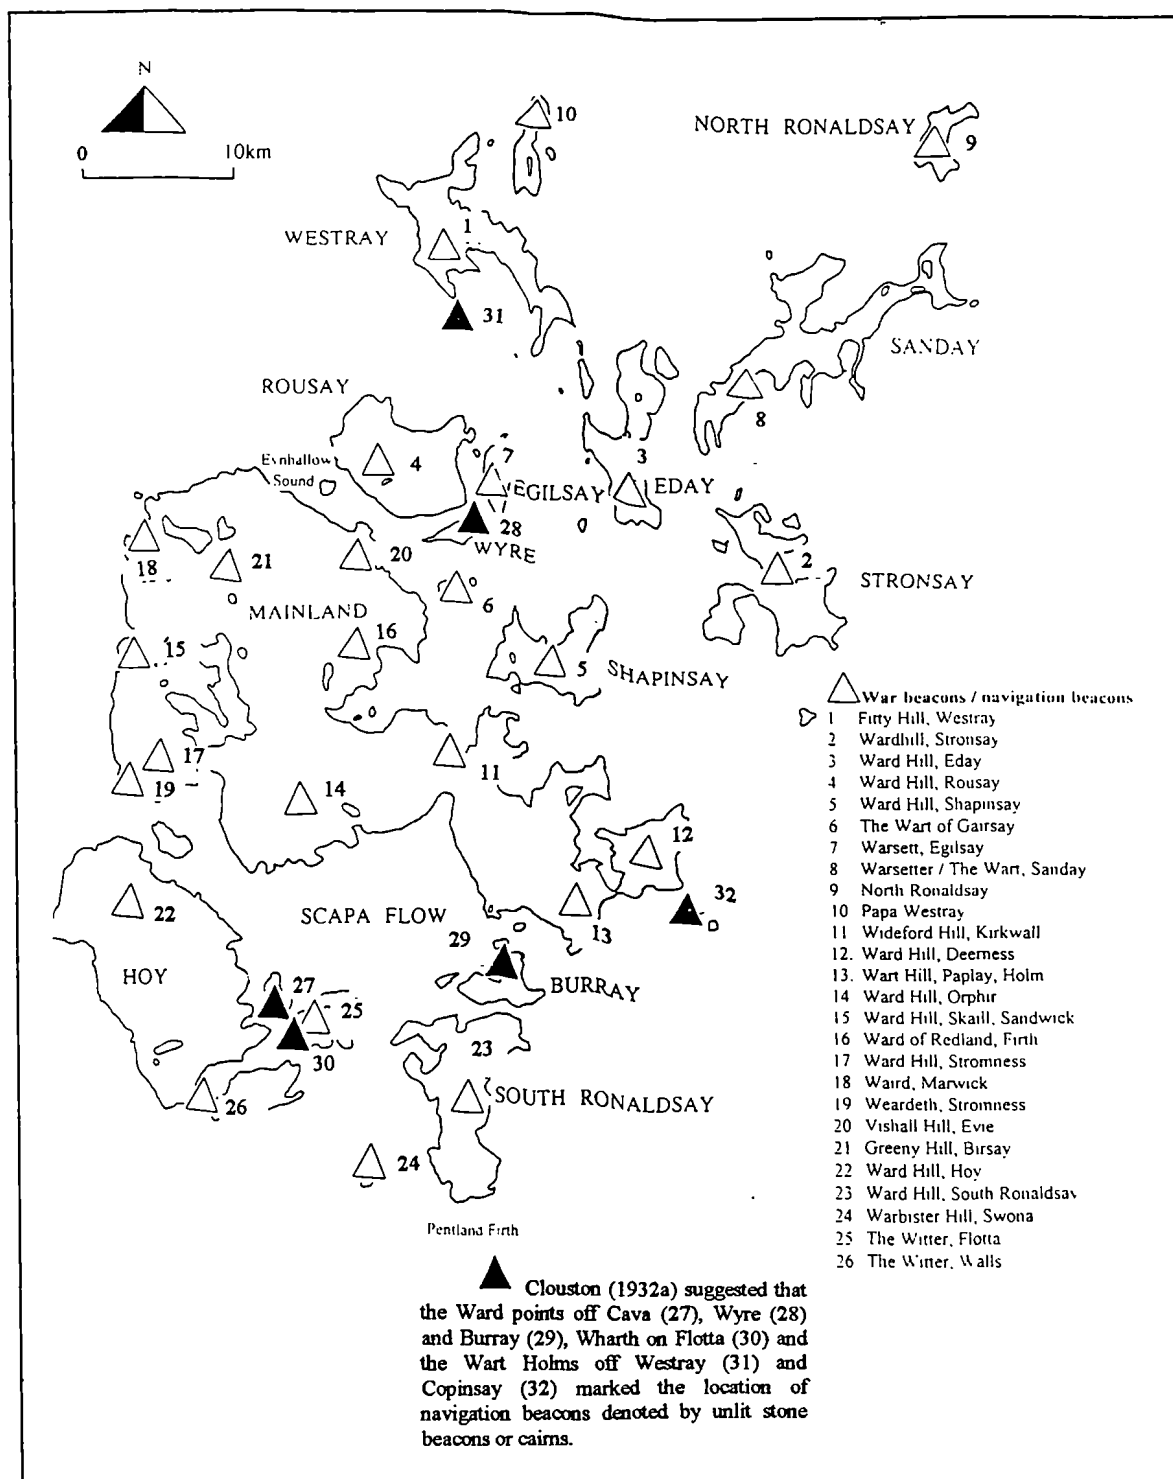 N
0 10km
10
NORTH RONALDSAY
9
WESTRAY
1
31
SANDAY
ROUSAY
8
Eynhallow
Sound
4
7
3
EGILSAY
EDAY
28
WYRE
18
21
20
2
STRONSAY
MAINLAND
6
15
16
5
SHAPINSAY
17
19
14
11
12
22
SCAPA FLOW
32
13
29
HOY
27
25
BURRAY
30
23
26
SOUTH RONALDSAY
24
Pentland Firth
War beacons / navigation beacons
1 Fitty Hill, Westray
2 Wardhill, Stronsay
3 Ward Hill, Eday
4 Ward Hill, Rousay
5 Ward Hill, Shapinsay
6 The Wart of Gairsay
7 Warsett, Egilsay
8 Warsetter / The Wart, Sanday
9 North Ronaldsay
10 Papa Westray
11 Wideford Hill, Kirkwall
12. Ward Hill, Deerness
13. Wart Hill, Paplay, Holm
14 Ward Hill, Orphir
15 Ward Hill, Skaill, Sandwick
16 Ward of Redland, Firth
17 Ward Hill, Stromness
18 Waird, Marwick
19 Weardeth, Stromness
20 Vishall Hill, Evie
21 Greeny Hill, Birsay
22 Ward Hill, Hoy
23 Ward Hill, South Ronaldsay
24 Warbister Hill, Swona
25 The Witter, Flotta
26 The Witter, Walls
Clouston (1932a) suggested that
the Ward points off Cava (27), Wyre (28)
and Burray (29), Wharth on Flotta (30) and
the Wart Holms off Westray (31) and
Copinsay (32) marked the location of
navigation beacons denoted by unlit stone
beacons or cairns.